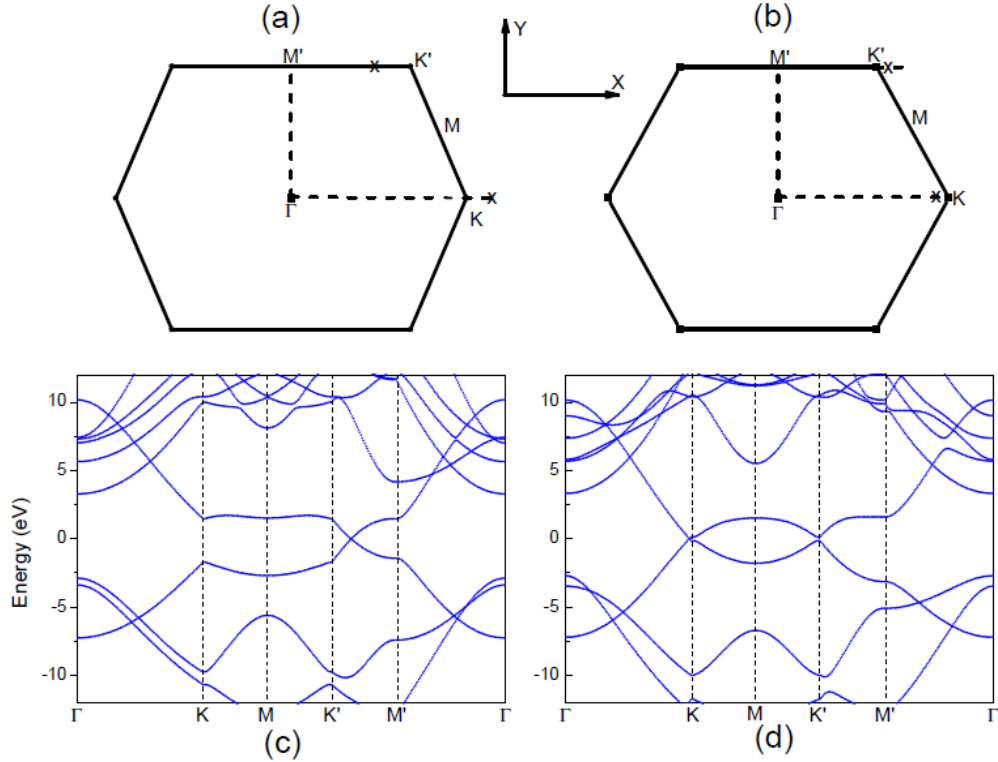 (a)
(b)
Y
X
M'
K'
M
x
Γ
x
K
M'
K'
x
M
Γ
x
K
Energy (eV)
10
5
0
-5
-10
Γ
K
M
K'
M'
Γ
(c)
10
5
0
-5
-10
Γ
K
M
K'
M'
Γ
(d)